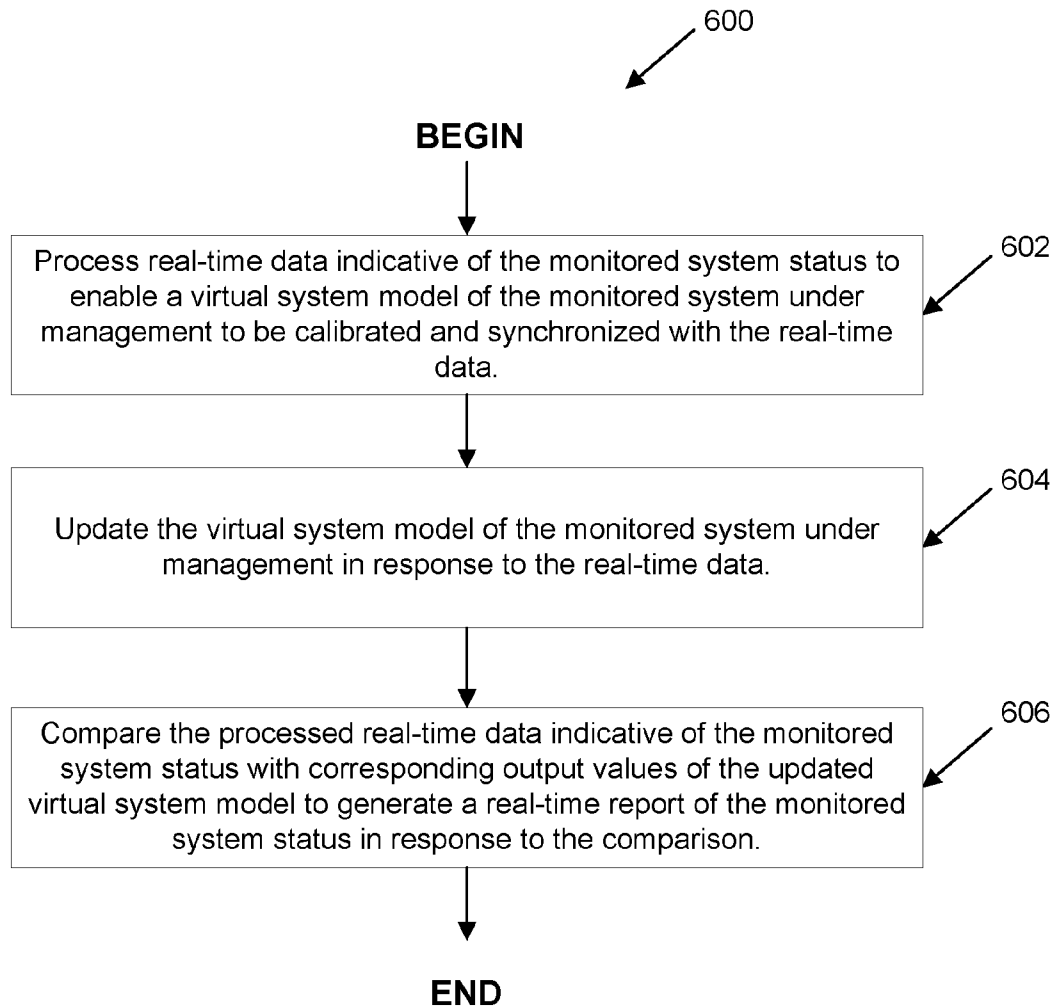 600
BEGIN
Process real-time data indicative of the monitored system status to
enable a virtual system model of the monitored system under
management to be calibrated and synchronized with the real-time
data.
602
Update the virtual system model of the monitored system under
management in response to the real-time data.
604
Compare the processed real-time data indicative of the monitored
system status with corresponding output values of the updated
virtual system model to generate a real-time report of the monitored
system status in response to the comparison.
606
END